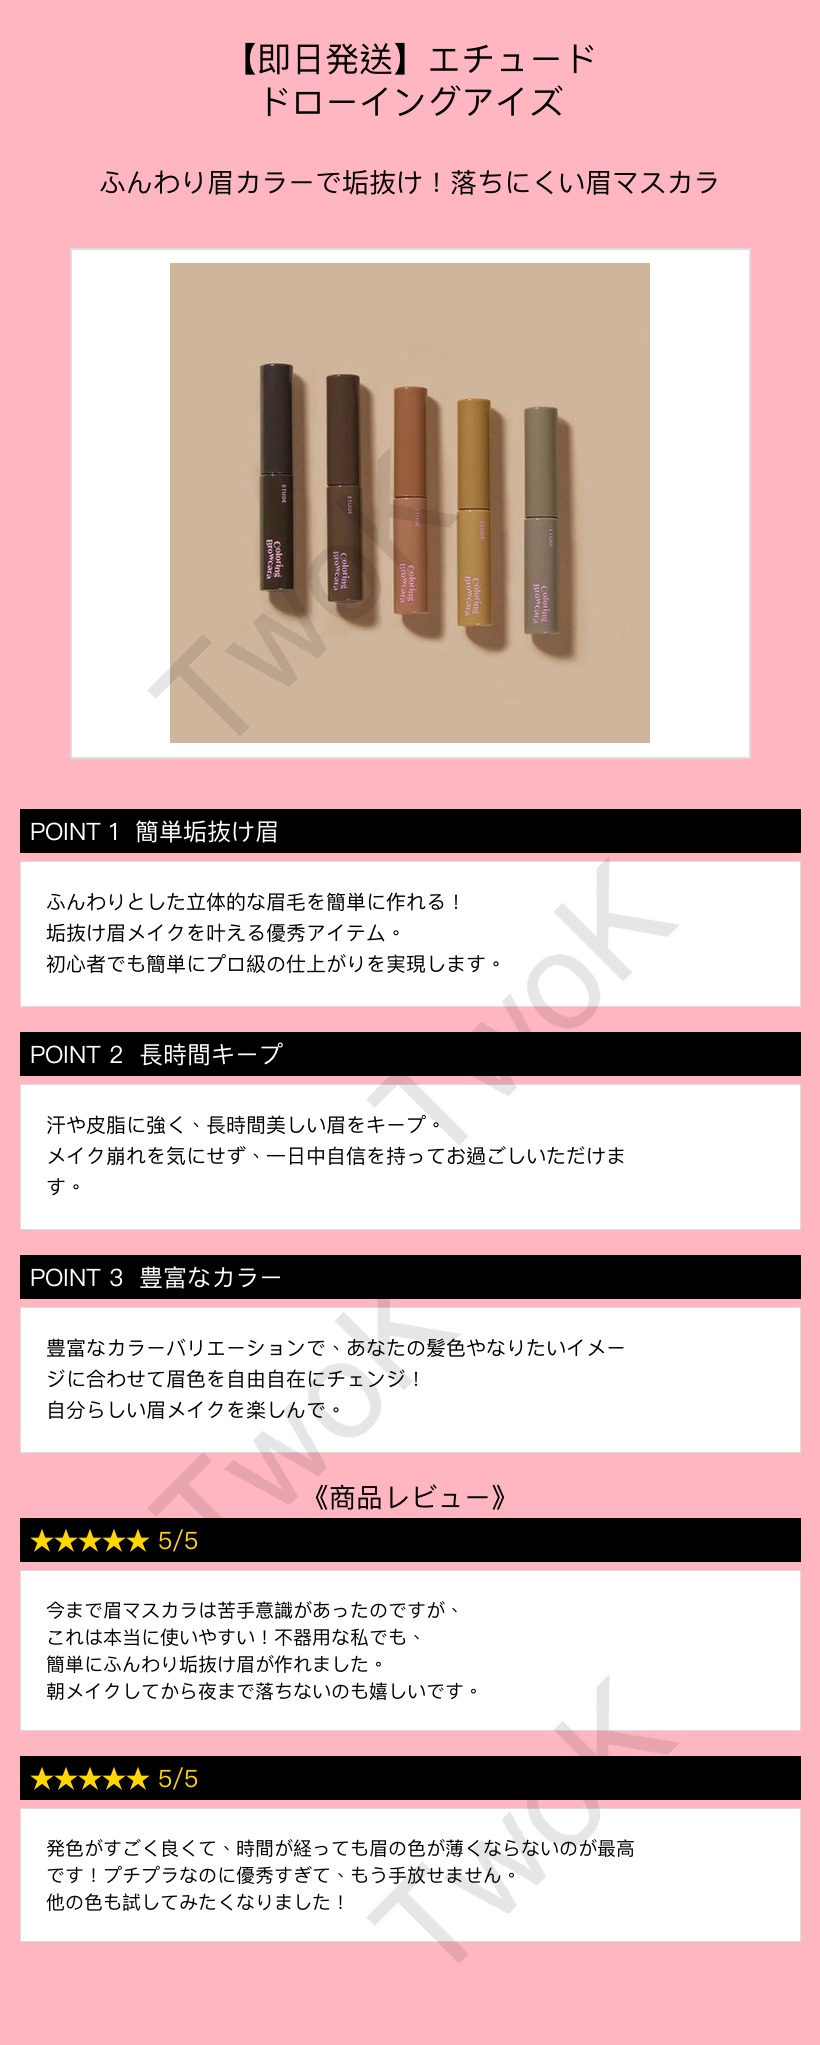 【即日発送】エチュード
ドローイングアイズ
ふんわり眉カラーで垢抜け！落ちにくい眉マスカラ
ETUDE
Coloring
Browcara
ETUDE
Coloring
Browcara
ETUDE
Coloring
Browcara
ETUDE
Coloring
Browcara
ETUDE
Coloring
Browcara
TwoK
POINT 1 簡単垢抜け眉
ふんわりとした立体的な眉毛を簡単に作れる！
垢抜け眉メイクを叶える優秀アイテム。
初心者でも簡単にプロ級の仕上がりを実現します。
TwoK
POINT 2 長時間キープ
汗や皮脂に強く、長時間美しい眉をキープ。
メイク崩れを気にせず、一日中自信を持ってお過ごしいただけま
す。
POINT 3 豊富なカラー
豊富なカラーバリエーションで、あなたの髪色やなりたいイメー
ジに合わせて眉色を自由自在にチェンジ！
自分らしい眉メイクを楽しんで。
TwoK
《商品レビュー》
★★★★★ 5/5
今まで眉マスカラは苦手意識があったのですが、
これは本当に使いやすい！不器用な私でも、
簡単にふんわり垢抜け眉が作れました。
朝メイクしてから夜まで落ちないのも嬉しいです。
★★★★★ 5/5
発色がすごく良くて、時間が経っても眉の色が薄くならないのが最高
です！プチプラなのに優秀すぎて、もう手放せません。
他の色も試してみたくなりました！
TwoK